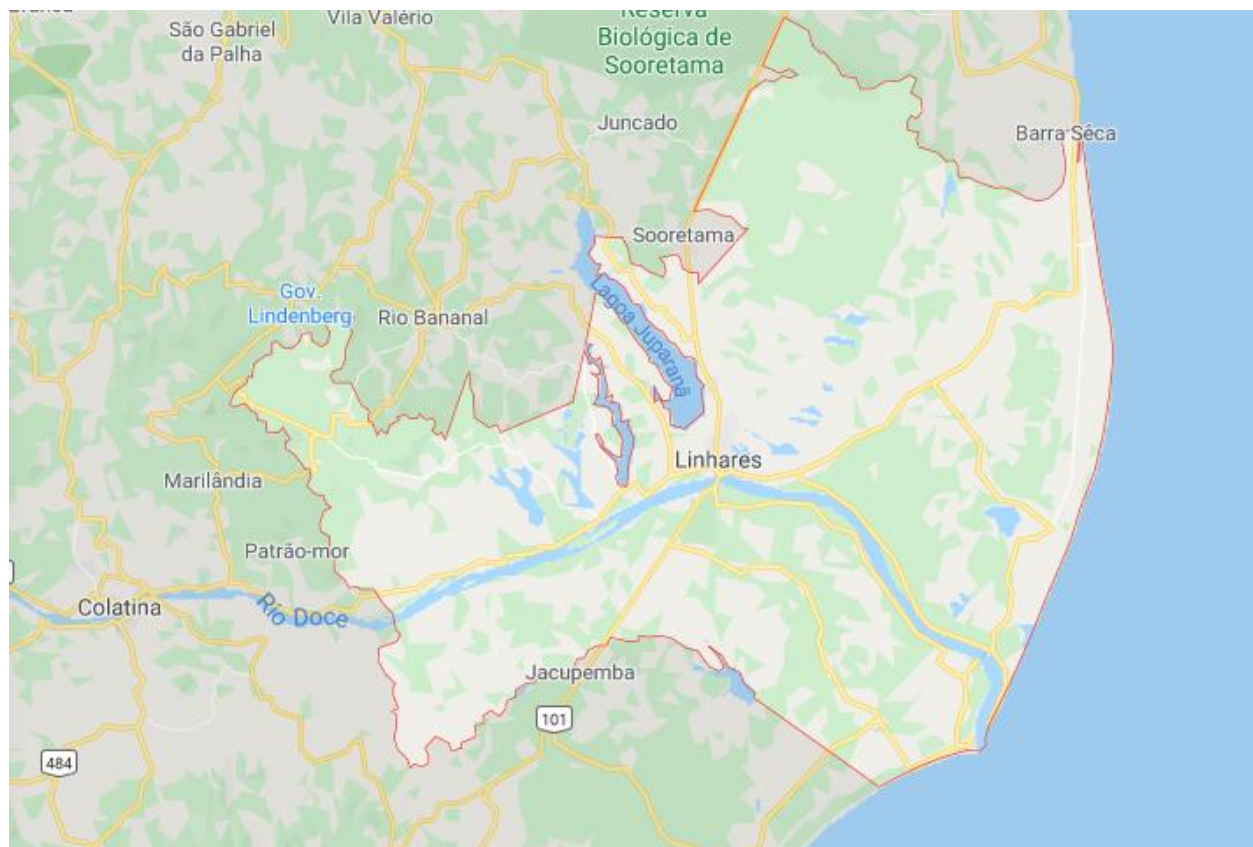 Vila Valério
São Gabriel
da Palha
Reserva
Biológica de
Sooretama
Juncado
Barra Sêca
Sooretama
Gov.
Lindenberg
Rio Bananal
Lagoa Juparanã
Linhares
Marilândia
Patrão-mor
Colatina
Rio Doce
Jacupemba
101
484